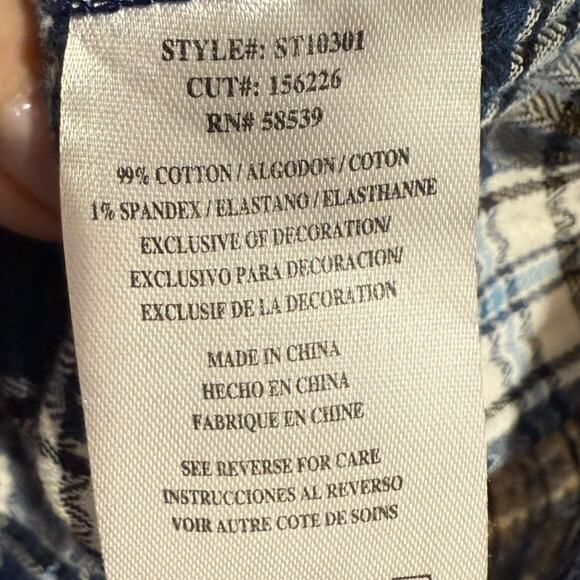 STYLE#: ST10301
CUT#: 156226
RN# 58539
99% COTTON / ALGODON / COTON
1% SPANDEX / ELASTANO / ELASTHANNE
EXCLUSIVE OF DECORATION/
EXCLUSIVO PARA DECORACION/
EXCLUSIF DE LA DECORATION
MADE IN CHINA
HECHO EN CHINA
FABRIQUE EN CHINE
SEE REVERSE FOR CARE
INSTRUCCIONES AL REVERSO
VOIR AUTRE COTE DE SOINS